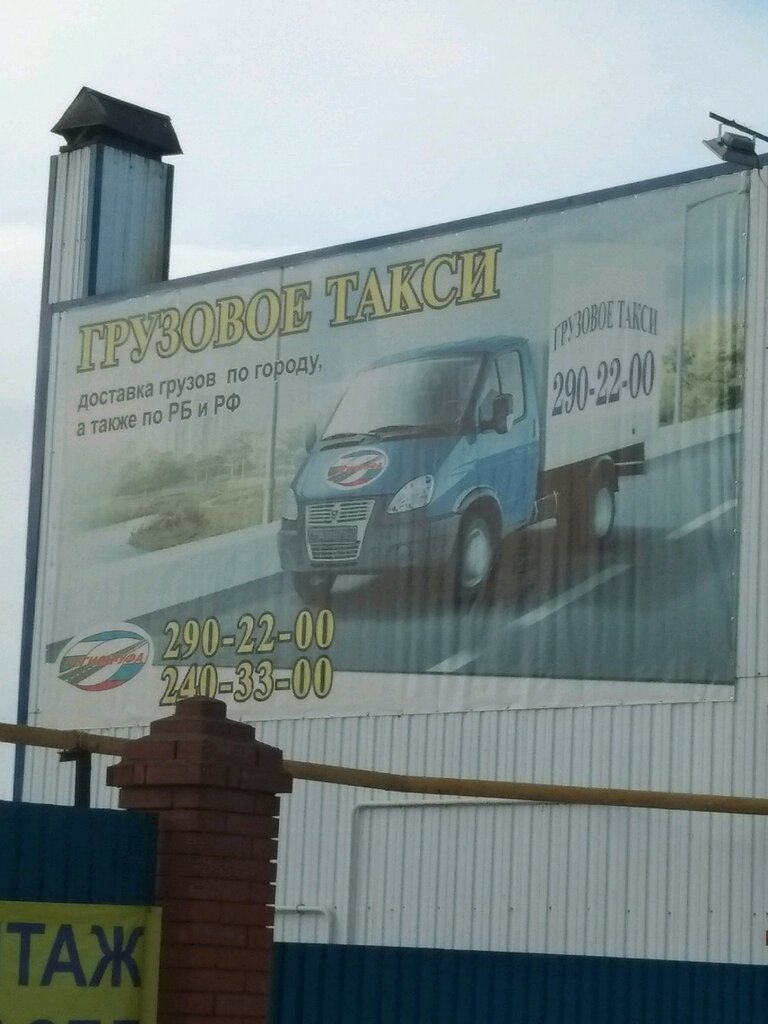 ГРУЗОВОЕ ТАКСИ
доставка грузов по городу,
а также по РБ и РФ
ГРУЗОВОЕ ТАКСИ
290-22-00
290-22-00
240-33-00
ТАЖ